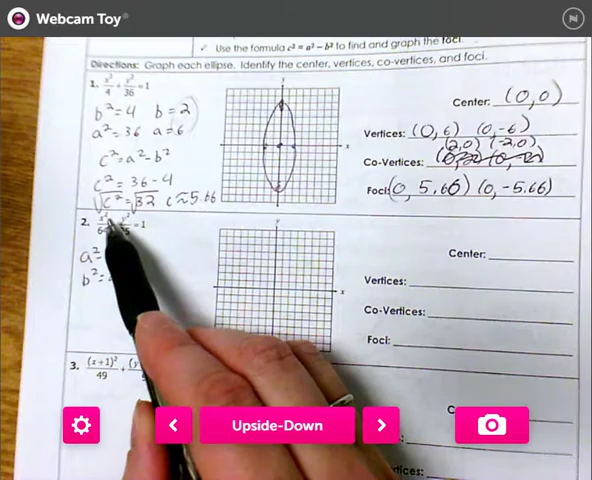 Webcam Toy
✓ Use the formula c² = a² – b² to find and graph the foci.
Directions: Graph each ellipse. Identify the center, vertices, co-vertices, and foci.
1. x²/4 + y²/36 = 1
b² = 4 b = 2
a² = 36 a = 6
c² = a² - b²
c² = 36 - 4
√c² = √32 c ≈ 5.66
y
x
Center: (0,0)
Vertices: (0,6) (0,-6)
(2,0) (-2,0)
Co-Vertices:
Foci: (0, 5.66) (0, -5.66)
2. = 1
a² =
b² =
x
Center:
Vertices:
Co-Vertices:
Foci:
3. (x+1)²/49 +
Upside-Down